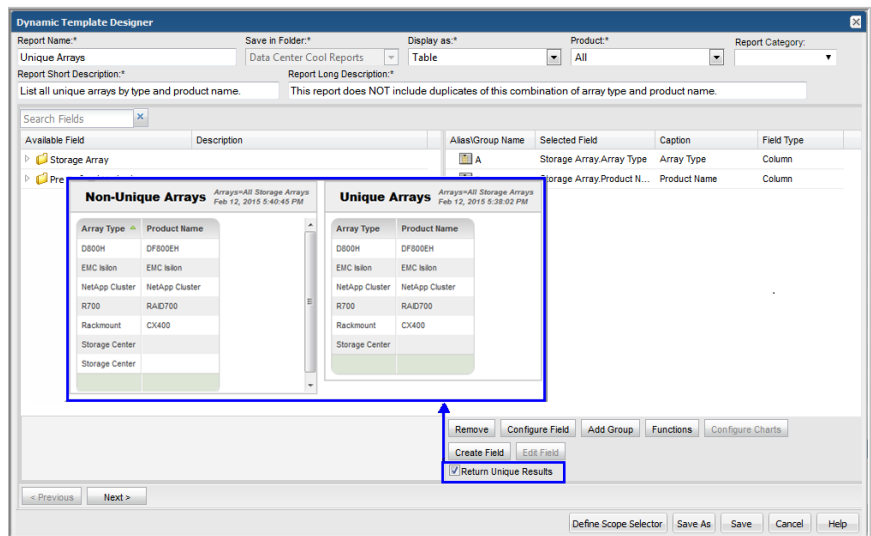 Dynamic Template Designer
Report Name:* Save in Folder:* Display as:* Product:* Report Category:
Unique Arrays Data Center Cool Reports Table All
Report Short Description:* Report Long Description:*
List all unique arrays by type and product name. This report does NOT include duplicates of this combination of array type and product name.
Search Fields
Available Field Description Alias\Group Name Selected Field Caption Field Type
Storage Array A Storage Array.Array Type Array Type Column
Storage Array.Product N... Product Name Column
Non-Unique Arrays Arrays=All Storage Arrays
Feb 12, 2015 5:40:45 PM
Array Type Product Name
D800H DF800EH
EMC Isilon EMC Isilon
NetApp Cluster NetApp Cluster
R700 RAID700
Rackmount CX400
Storage Center
Storage Center
Unique Arrays Arrays=All Storage Arrays
Feb 12, 2015 5:38:02 PM
Array Type Product Name
D800H DF800EH
EMC Isilon EMC Isilon
NetApp Cluster NetApp Cluster
R700 RAID700
Rackmount CX400
Storage Center
Remove Configure Field Add Group Functions Configure Charts
Create Field Edit Field
Return Unique Results
< Previous Next >
Define Scope Selector Save As Save Cancel Help